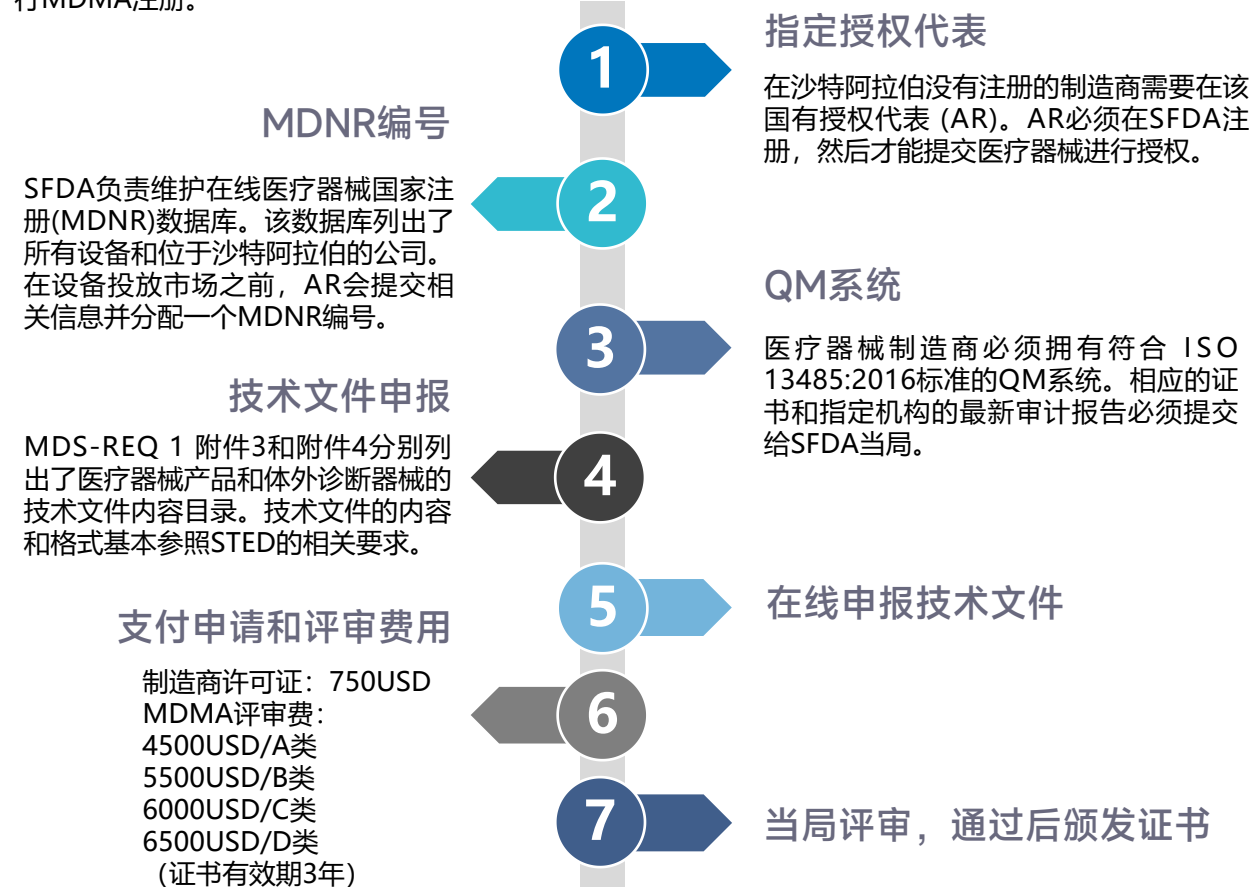 行MDMA注册。
1
指定授权代表
在沙特阿拉伯没有注册的制造商需要在该
国有授权代表 (AR)。AR必须在SFDA注
册，然后才能提交医疗器械进行授权。
MDNR编号
SFDA负责维护在线医疗器械国家注
册(MDNR)数据库。该数据库列出了
所有设备和位于沙特阿拉伯的公司。
在设备投放市场之前，AR会提交相
关信息并分配一个MDNR编号。
2
3
QM系统
医疗器械制造商必须拥有符合 ISO
13485:2016标准的QM系统。相应的证
书和指定机构的最新审计报告必须提交
给SFDA当局。
技术文件申报
MDS-REQ 1 附件3和附件4分别列
出了医疗器械产品和体外诊断器械的
技术文件内容目录。技术文件的内容
和格式基本参照STED的相关要求。
4
5
在线申报技术文件
支付申请和评审费用
制造商许可证：750USD
MDMA评审费：
4500USD/A类
5500USD/B类
6000USD/C类
6500USD/D类
（证书有效期3年）
6
7
当局评审，通过后颁发证书